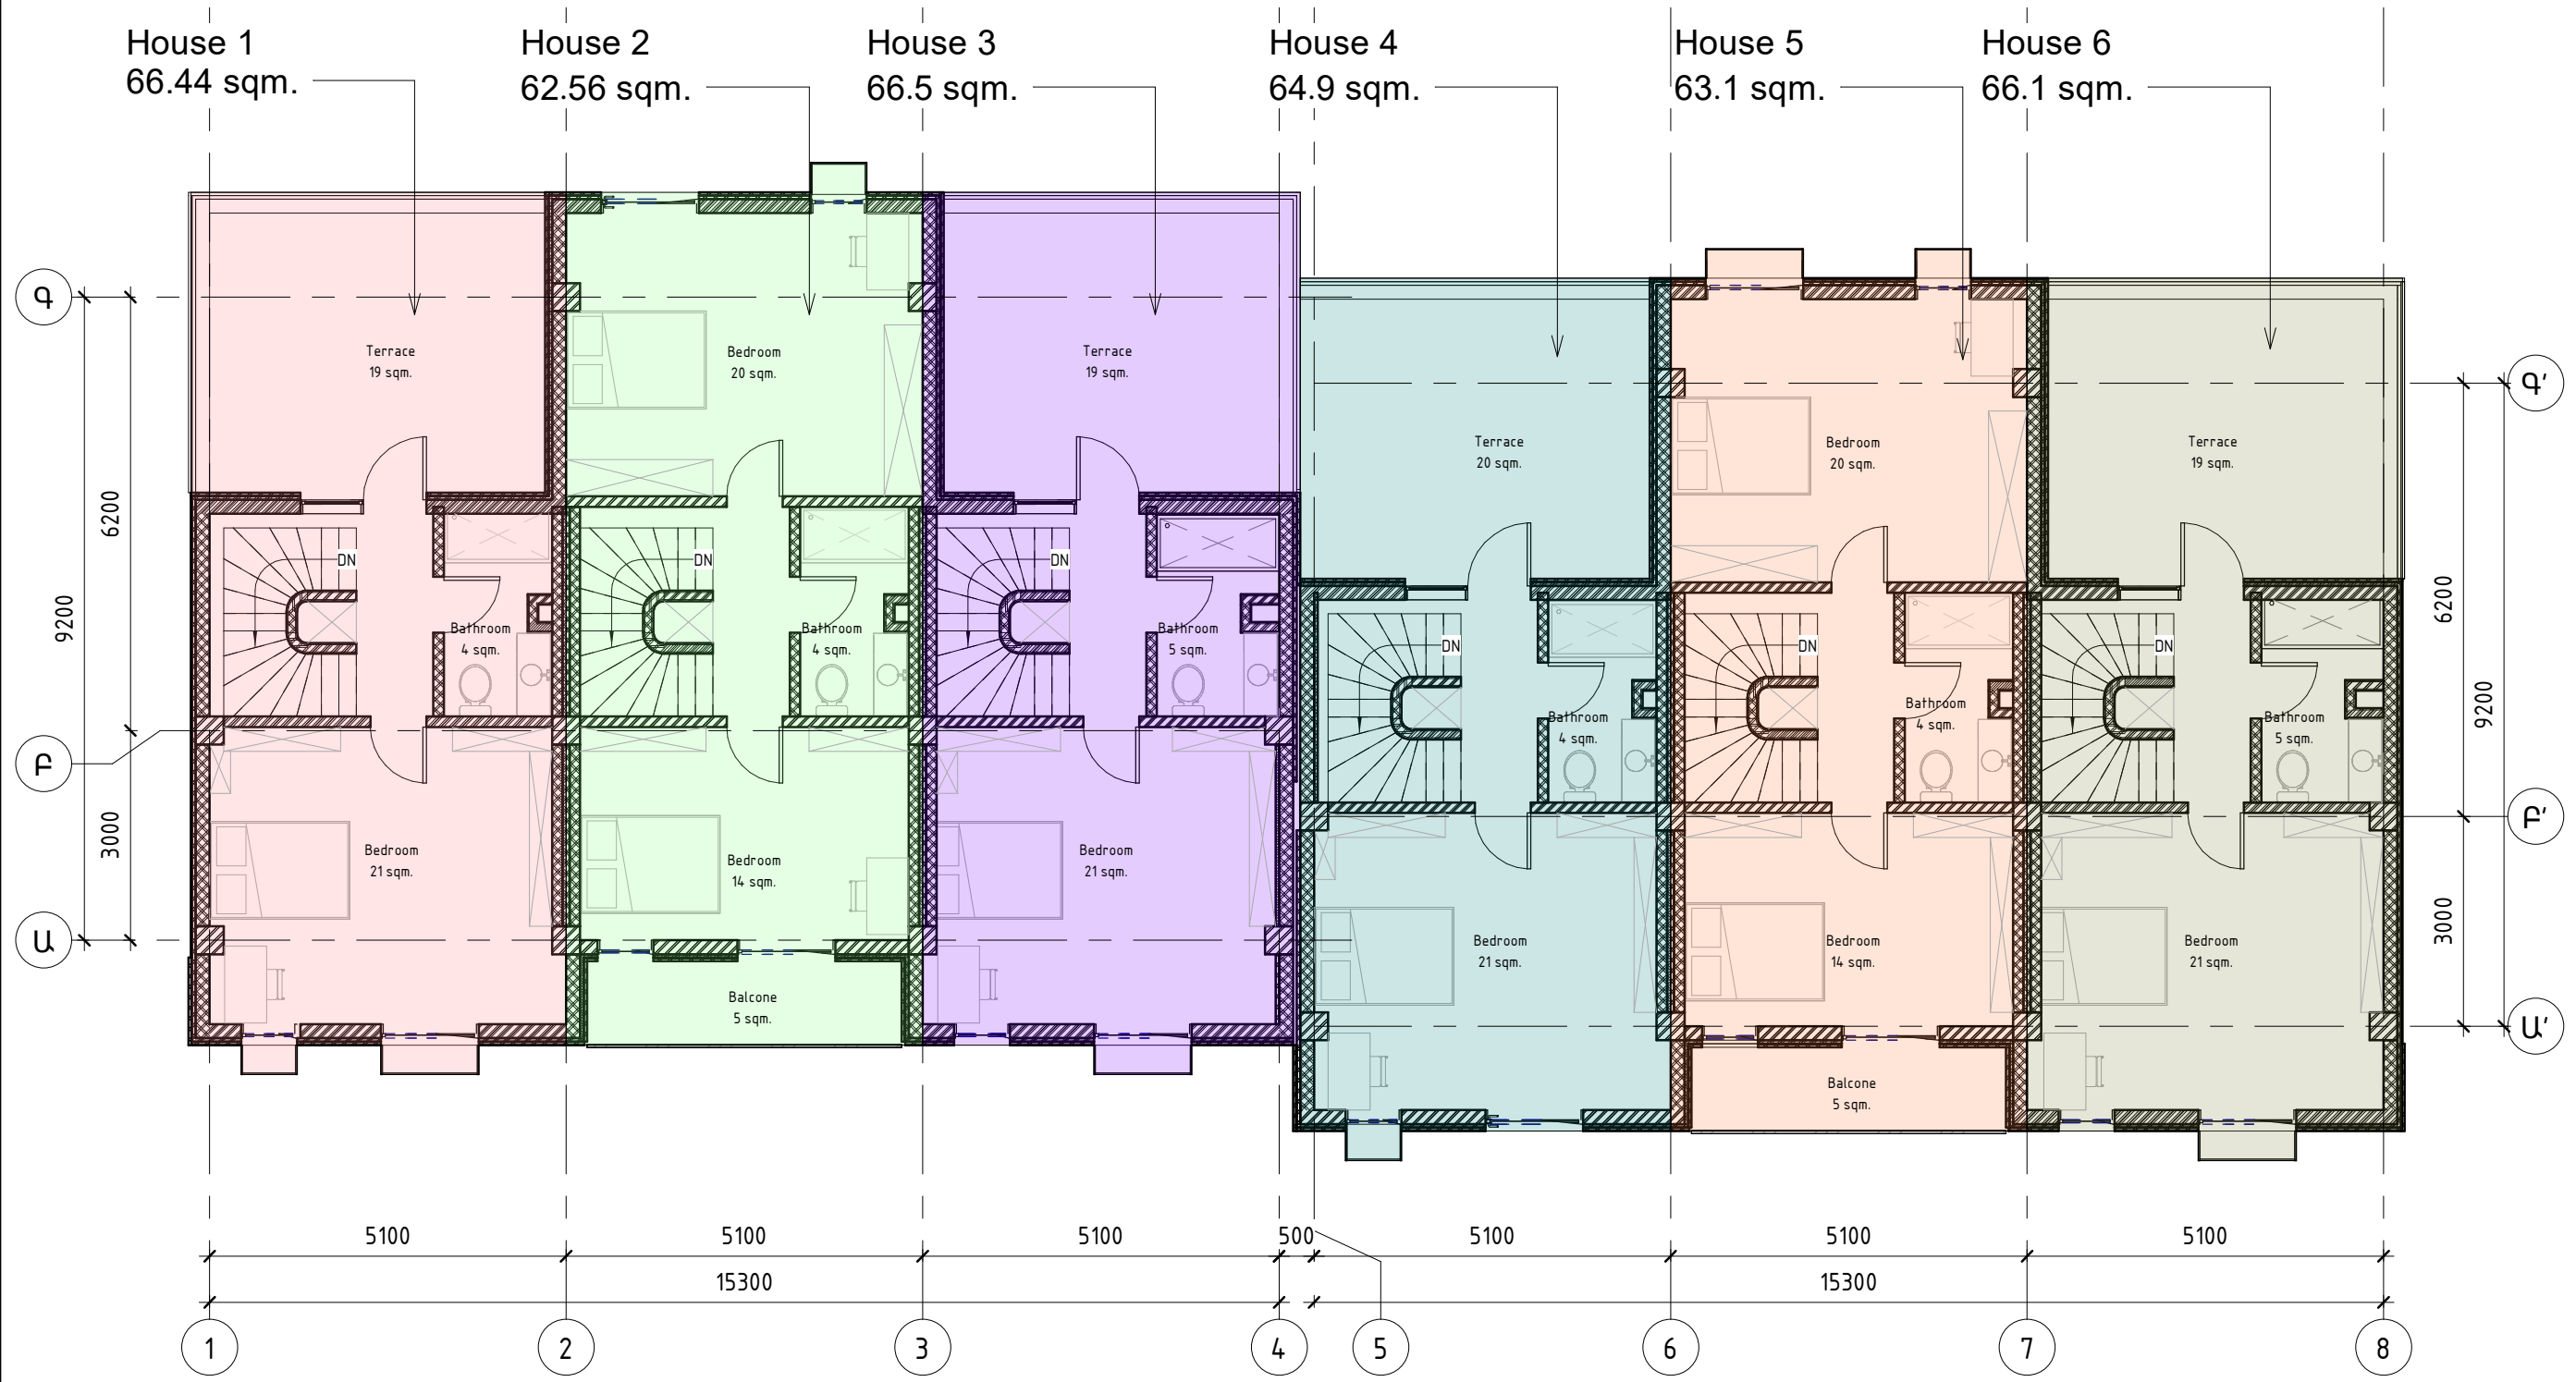 House 1
66.44 sqm.
House 2
62.56 sqm.
House 3
66.5 sqm.
House 4
64.9 sqm.
House 5
63.1 sqm.
House 6
66.1 sqm.
Գ
Բ
Ա
Գ'
Բ'
Ա'
9200
6200
3000
6200
3000
9200
Terrace
19 sqm.
Bedroom
20 sqm.
Terrace
19 sqm.
Terrace
20 sqm.
Bedroom
20 sqm.
Terrace
19 sqm.
DN
DN
DN
DN
DN
DN
Bathroom
4 sqm.
Bathroom
4 sqm.
Bathroom
5 sqm.
Bathroom
4 sqm.
Bathroom
4 sqm.
Bathroom
5 sqm.
Bedroom
21 sqm.
Bedroom
14 sqm.
Bedroom
21 sqm.
Bedroom
21 sqm.
Bedroom
14 sqm.
Bedroom
21 sqm.
Balcone
5 sqm.
Balcone
5 sqm.
5100
5100
5100
500
5100
5100
5100
15300
15300
1
2
3
4
5
6
7
8